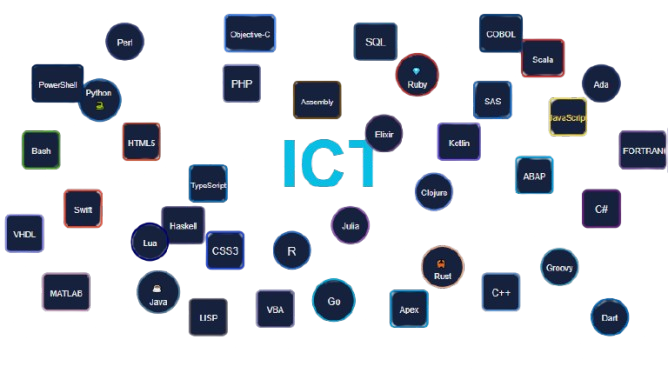 Perl
Objective-C
SQL
COBOL
Scala
PowerShell
Python
PHP
Ruby
Ada
Assembly
SAS
JavaScrip
Bash
HTML5
ICT
Elixir
Kotlin
FORTRAN
TypeScript
Clojure
ABAP
Swift
C#
VHDL
Lua
Haskell
CSS3
R
Julia
Rust
Groovy
MATLAB
Java
LISP
VBA
Go
Apex
C++
Dart